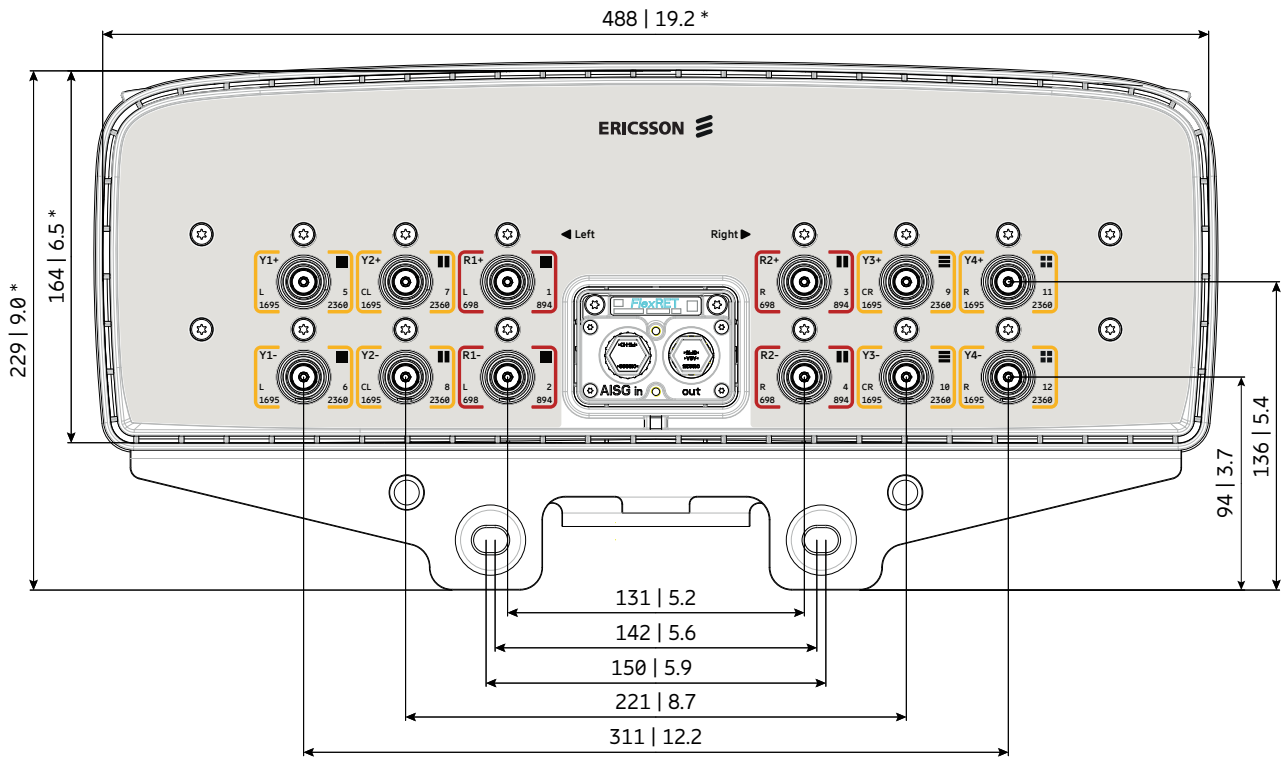 488 | 19.2 *
229 | 9.0 *
164 | 6.5 *
ERICSSON
Left Right
Y1+ Y2+ R1+ R2+ Y3+ Y4+
L 5 CL 7 L 1 R 3 CR 9 R 11
1695 2360 1695 2360 698 894 698 894 1695 2360 1695 2360
FlexRET
Y1- Y2- R1- R2- Y3- Y4-
L 6 CL 8 L 2 R 4 CR 10 R 12
1695 2360 1695 2360 698 894 698 894 1695 2360 1695 2360
AISG in out
94 | 3.7
136 | 5.4
131 | 5.2
142 | 5.6
150 | 5.9
221 | 8.7
311 | 12.2